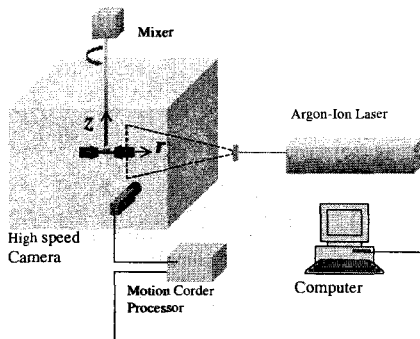 Mixer
Z
r
Argon-Ion Laser
High speed
Camera
Motion Corder
Processor
Computer